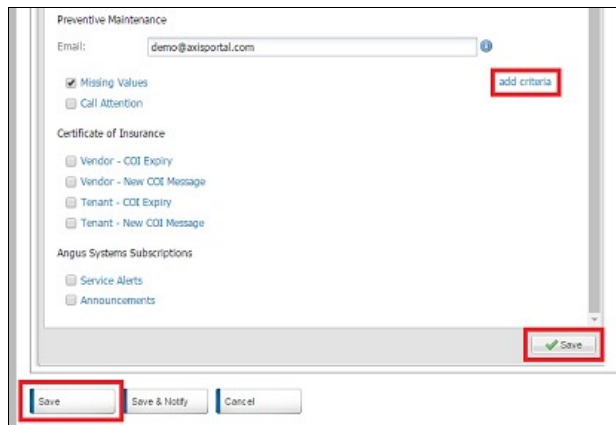 Preventive Maintenance
Email: demo@axisportal.com
Missing Values add criteria
Call Attention
Certificate of Insurance
Vendor - COI Expiry
Vendor - New COI Message
Tenant - COI Expiry
Tenant - New COI Message
Angus Systems Subscriptions
Service Alerts
Announcements
Save
Save Save & Notify Cancel